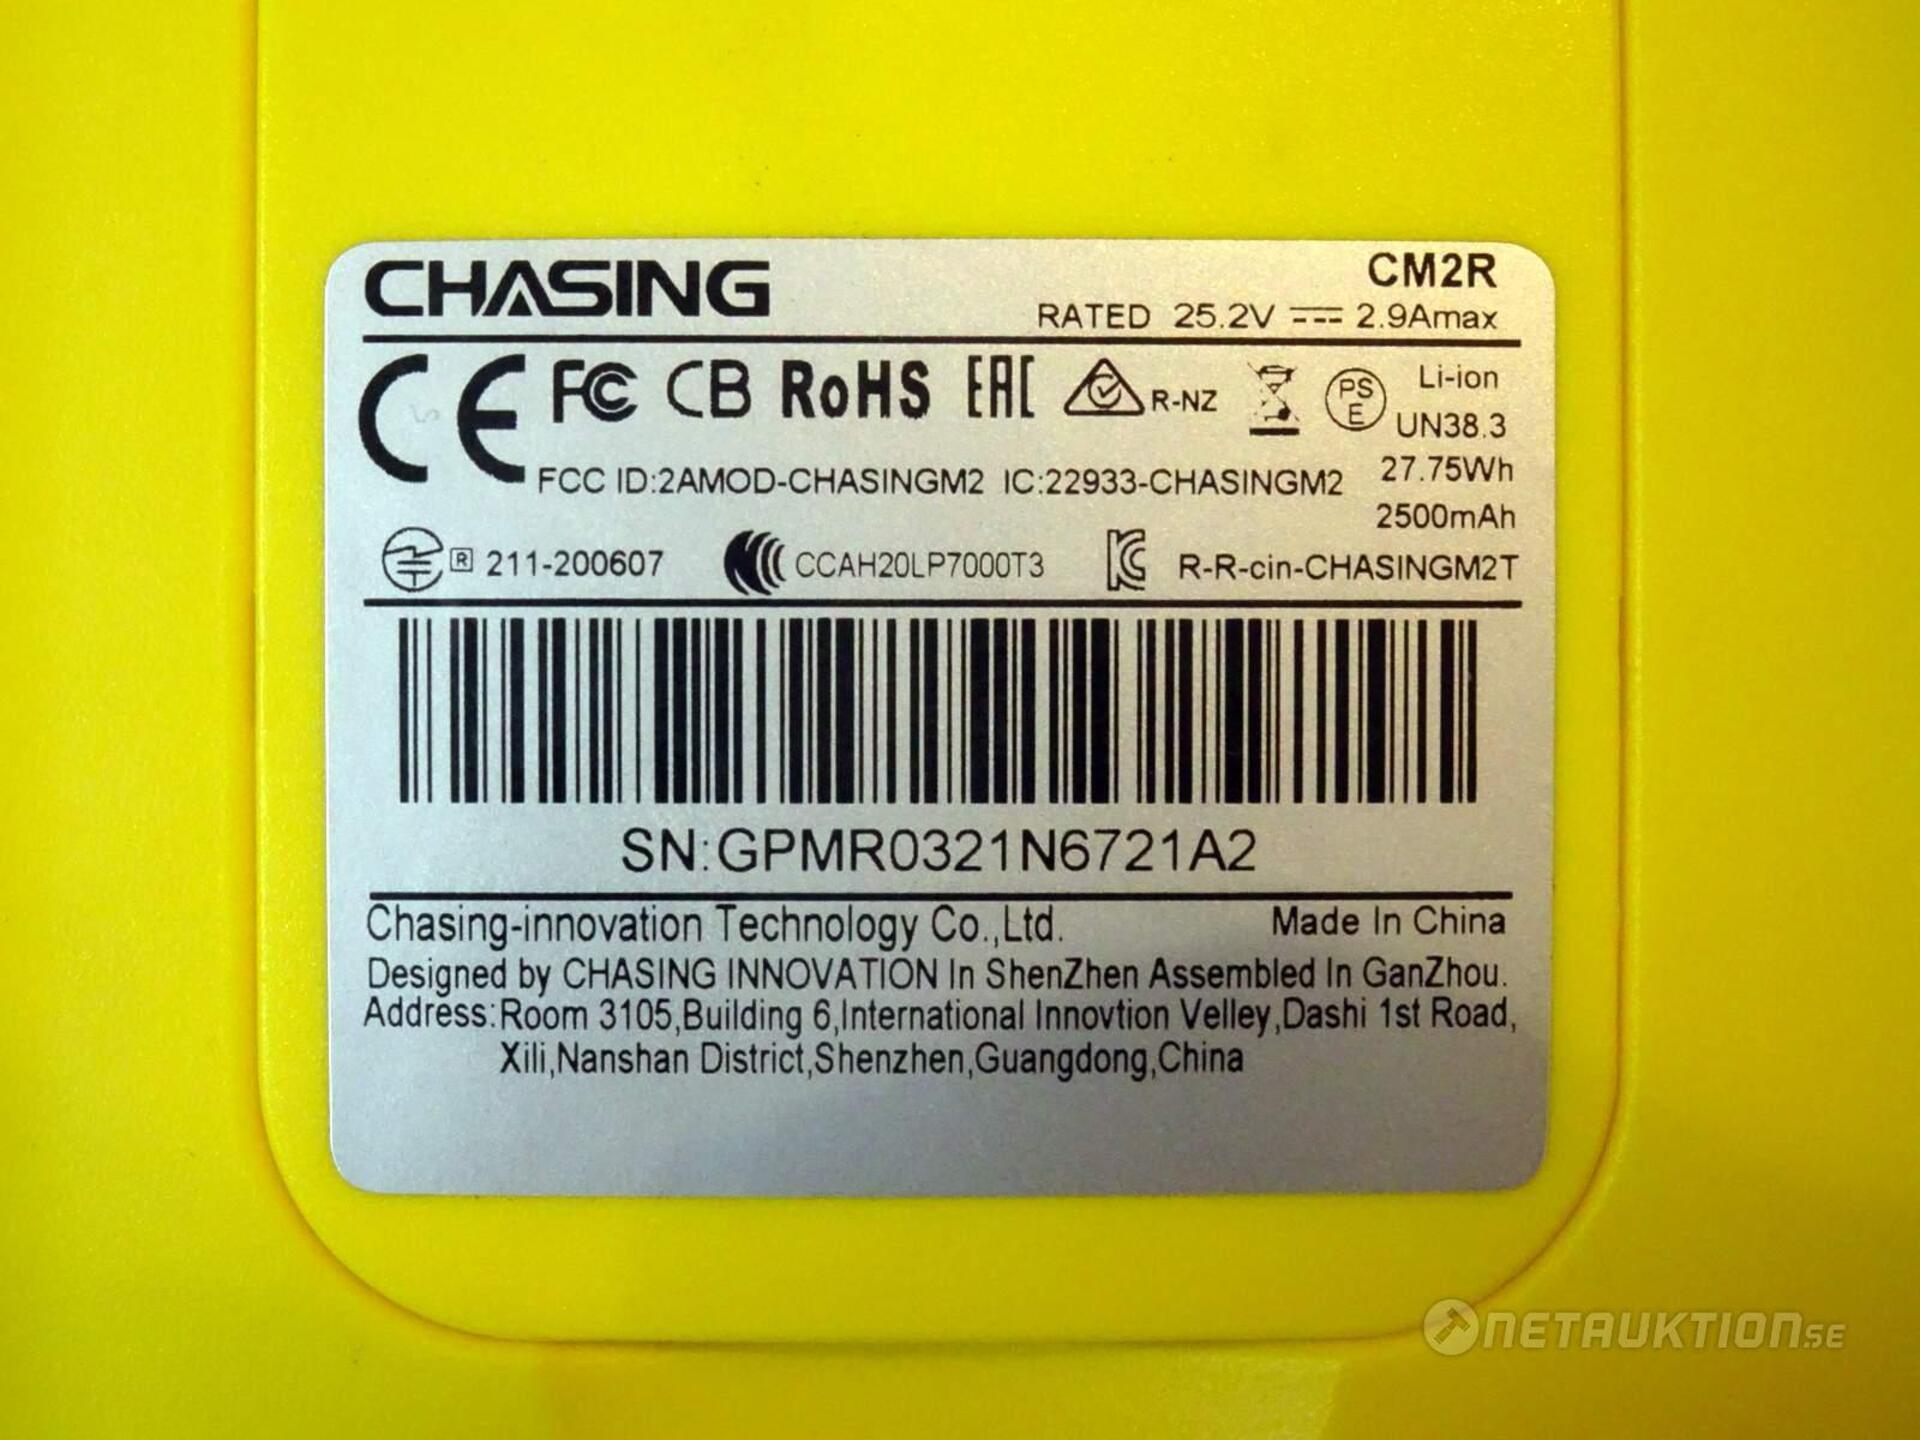 CHASING
CM2R
RATED 25.2V 2.9Amax
CE FC CB RoHS EAC R-NZ PSE Li-ion
UN38.3
FCC ID:2AMOD-CHASINGM2 IC:22933-CHASINGM2 27.75Wh
2500mAh
R 211-200607 CCAH20LP7000T3 KC R-R-cin-CHASINGM2T
SN:GPMR0321N6721A2
Chasing-innovation Technology Co.,Ltd. Made In China
Designed by CHASING INNOVATION In ShenZhen Assembled In GanZhou.
Address:Room 3105,Building 6,International Innovtion Velley,Dashi 1st Road,
Xili,Nanshan District,Shenzhen,Guangdong,China
NETAUKTION.SE